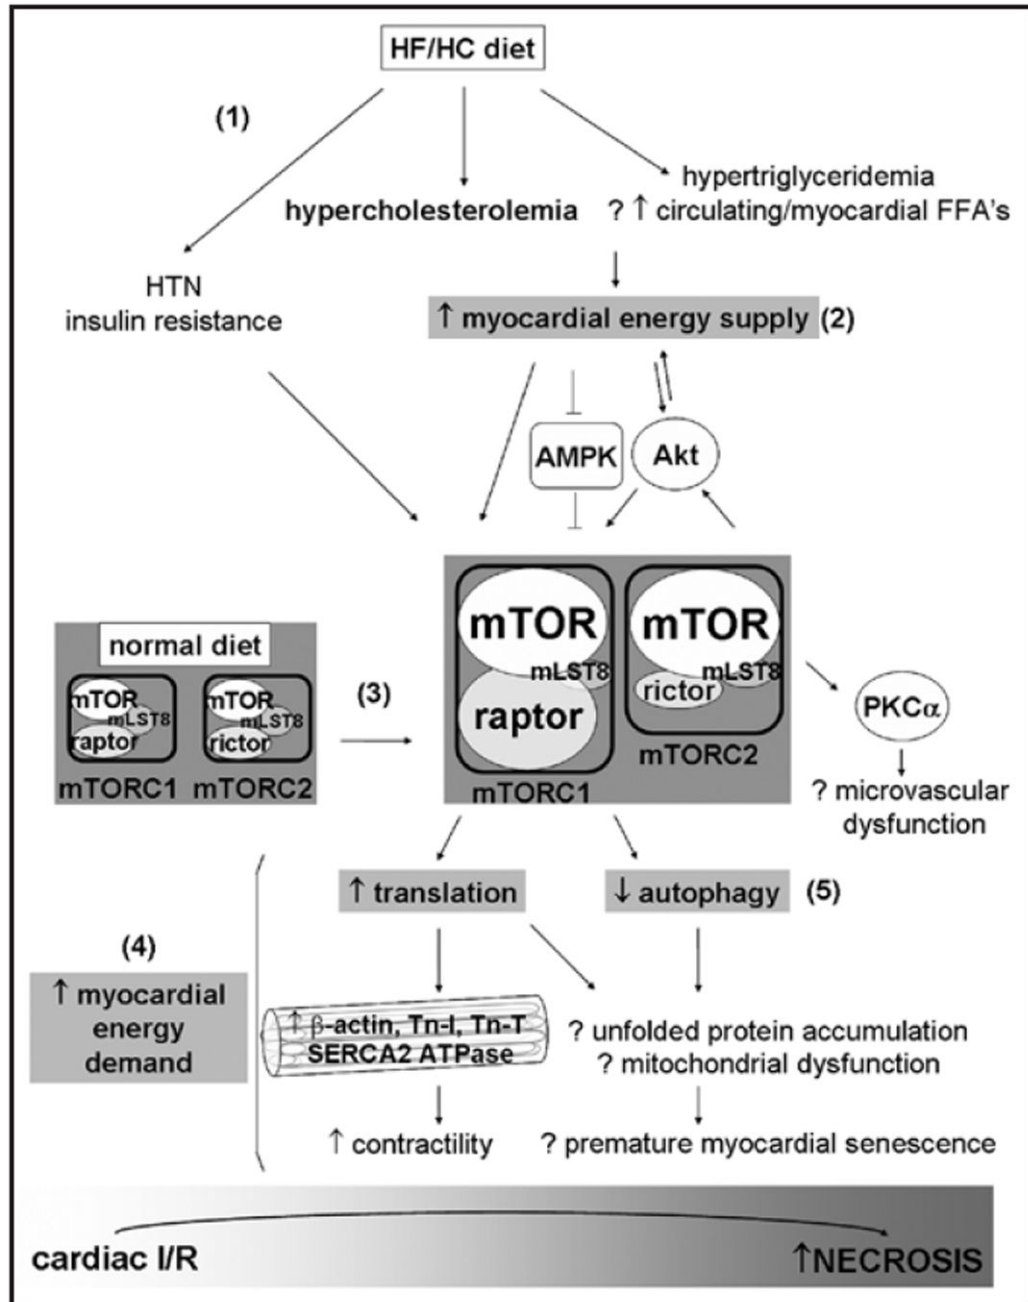 HF/HC diet
(1)
hypertriglyceridemia
hypercholesterolemia
? ↑ circulating/myocardial FFA's
HTN
insulin resistance
↑ myocardial energy supply (2)
AMPK
Akt
mTOR
mLST8
raptor
mTORC1
mTOR
mLST8
rictor
mTORC2
normal diet
mTOR
mLST8
raptor
mTORC1
mTOR
mLST8
rictor
mTORC2
(3)
PKCα
? microvascular
dysfunction
↑ translation
↓ autophagy (5)
(4)
↑ myocardial
energy
demand
↑ β-actin, Tn-I, Tn-T
SERCA2 ATPase
? unfolded protein accumulation
? mitochondrial dysfunction
↑ contractility
? premature myocardial senescence
cardiac I/R
↑NECROSIS